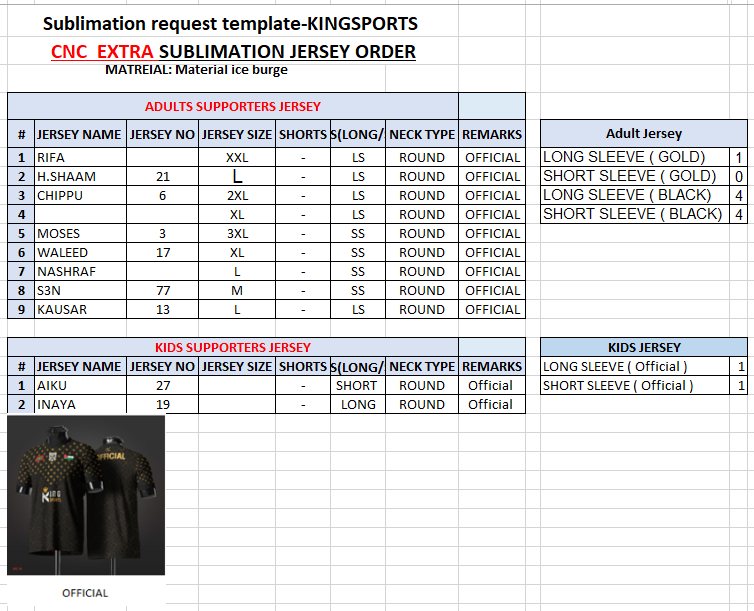 Sublimation request template-KINGSPORTS
CNC EXTRA SUBLIMATION JERSEY ORDER
MATREIAL: Material ice burge
ADULTS SUPPORTERS JERSEY
# JERSEY NAME JERSEY NO JERSEY SIZE SHORTS S(LONG/ NECK TYPE REMARKS
1 RIFA XXL - LS ROUND OFFICIAL
2 H.SHAAM 21 L - LS ROUND OFFICIAL
3 CHIPPU 6 2XL - LS ROUND OFFICIAL
4 XL - LS ROUND OFFICIAL
5 MOSES 3 3XL - SS ROUND OFFICIAL
6 WALEED 17 XL - SS ROUND OFFICIAL
7 NASHRAF L - SS ROUND OFFICIAL
8 S3N 77 M - SS ROUND OFFICIAL
9 KAUSAR 13 L - LS ROUND OFFICIAL
Adult Jersey
LONG SLEEVE ( GOLD) 1
SHORT SLEEVE ( GOLD) 0
LONG SLEEVE ( BLACK) 4
SHORT SLEEVE ( BLACK) 4
KIDS SUPPORTERS JERSEY
# JERSEY NAME JERSEY NO JERSEY SIZE SHORTS S(LONG/ NECK TYPE REMARKS
1 AIKU 27 - SHORT ROUND Official
2 INAYA 19 - LONG ROUND Official
KIDS JERSEY
LONG SLEEVE ( Official ) 1
SHORT SLEEVE ( Official ) 1
OFFICIAL
KING
OFFICIAL